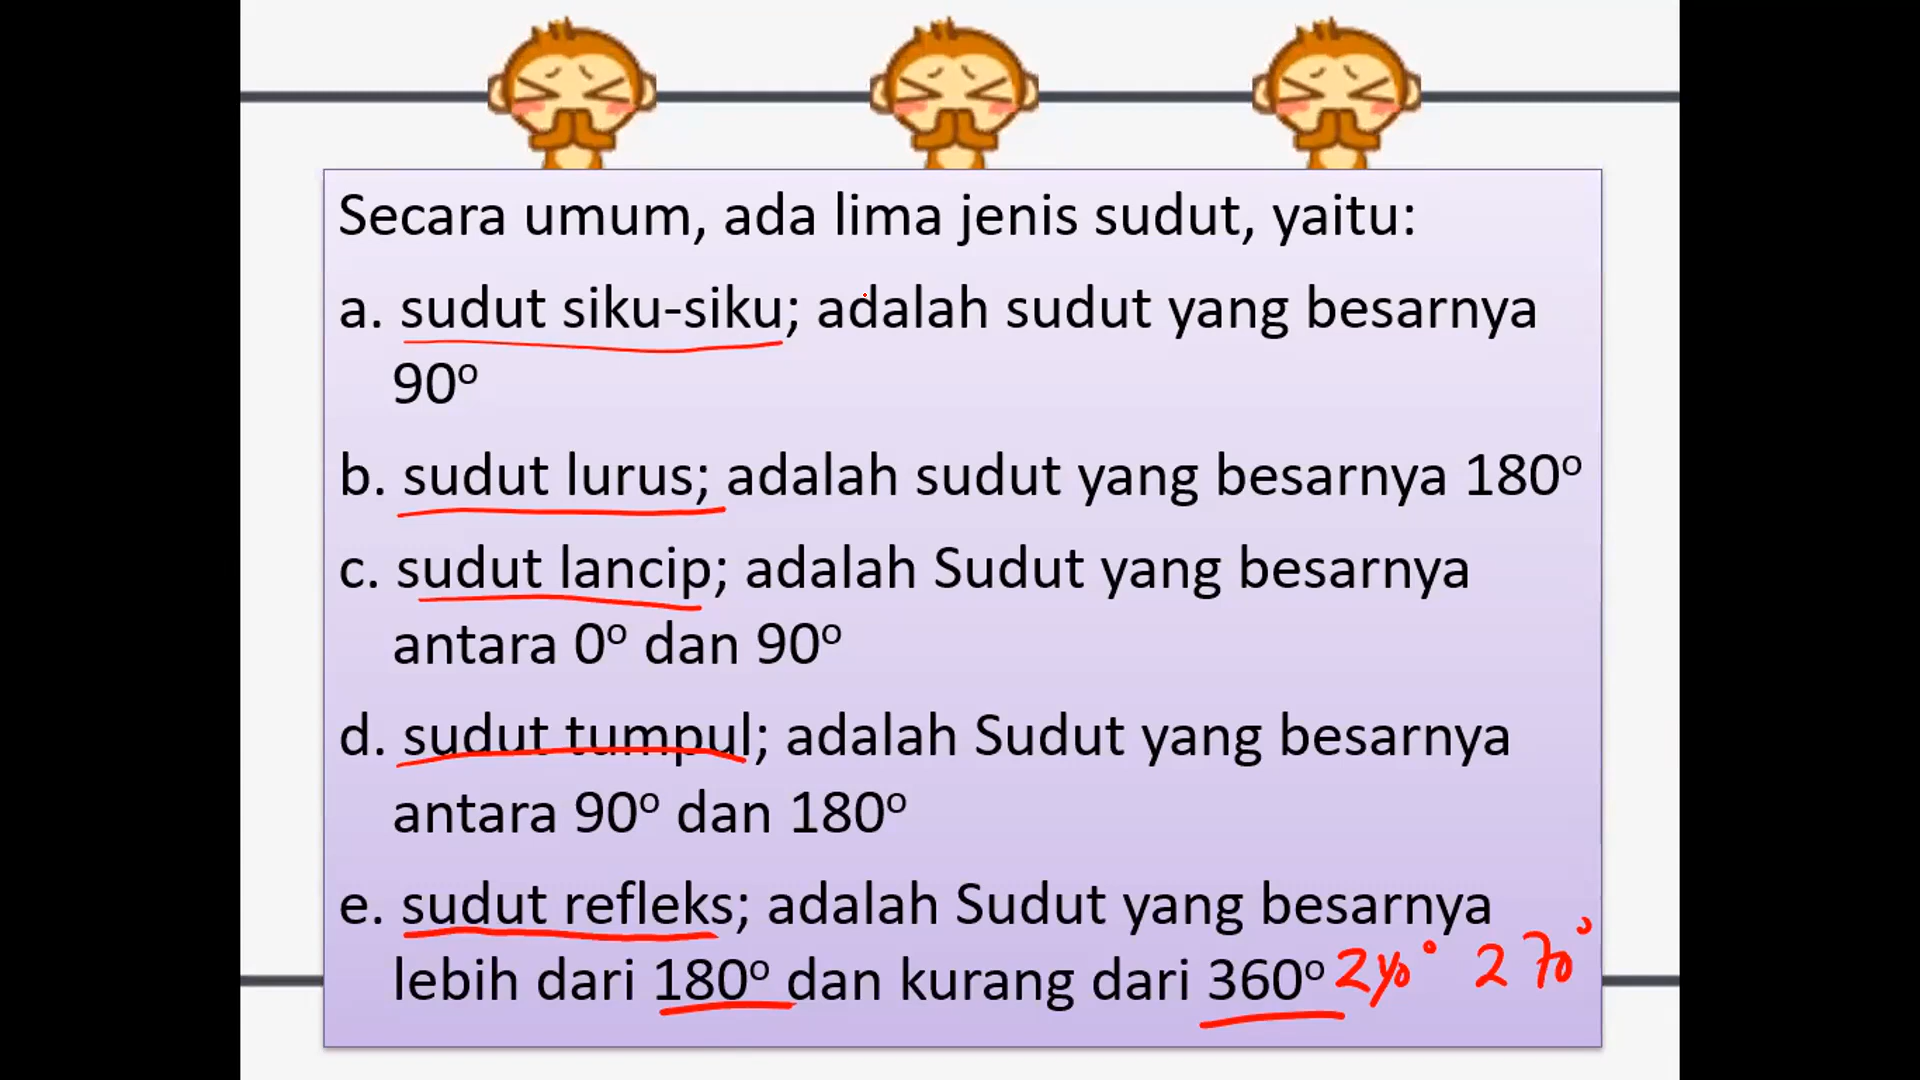 Secara umum, ada lima jenis sudut, yaitu:
a. sudut siku-siku; adalah sudut yang besarnya
90º
b. sudut lurus; adalah sudut yang besarnya 180º
c. sudut lancip; adalah Sudut yang besarnya
antara 0º dan 90º
d. sudut tumpul; adalah Sudut yang besarnya
antara 90º dan 180º
e. sudut refleks; adalah Sudut yang besarnya
lebih dari 180º dan kurang dari 360º 240° 270°